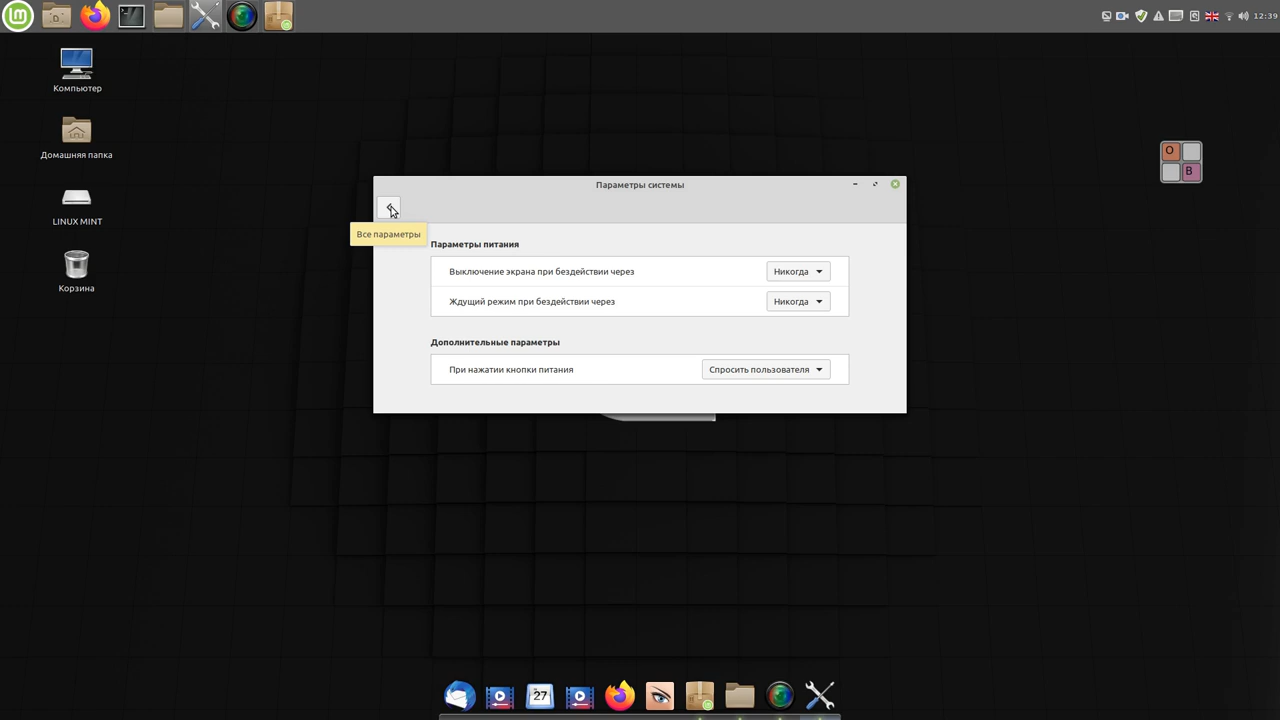 12:39
Компьютер
Домашняя папка
LINUX MINT
Корзина
O
B
Параметры системы
Все параметры
Параметры питания
Выключение экрана при бездействии через Никогда
Ждущий режим при бездействии через Никогда
Дополнительные параметры
При нажатии кнопки питания Спросить пользователя
27